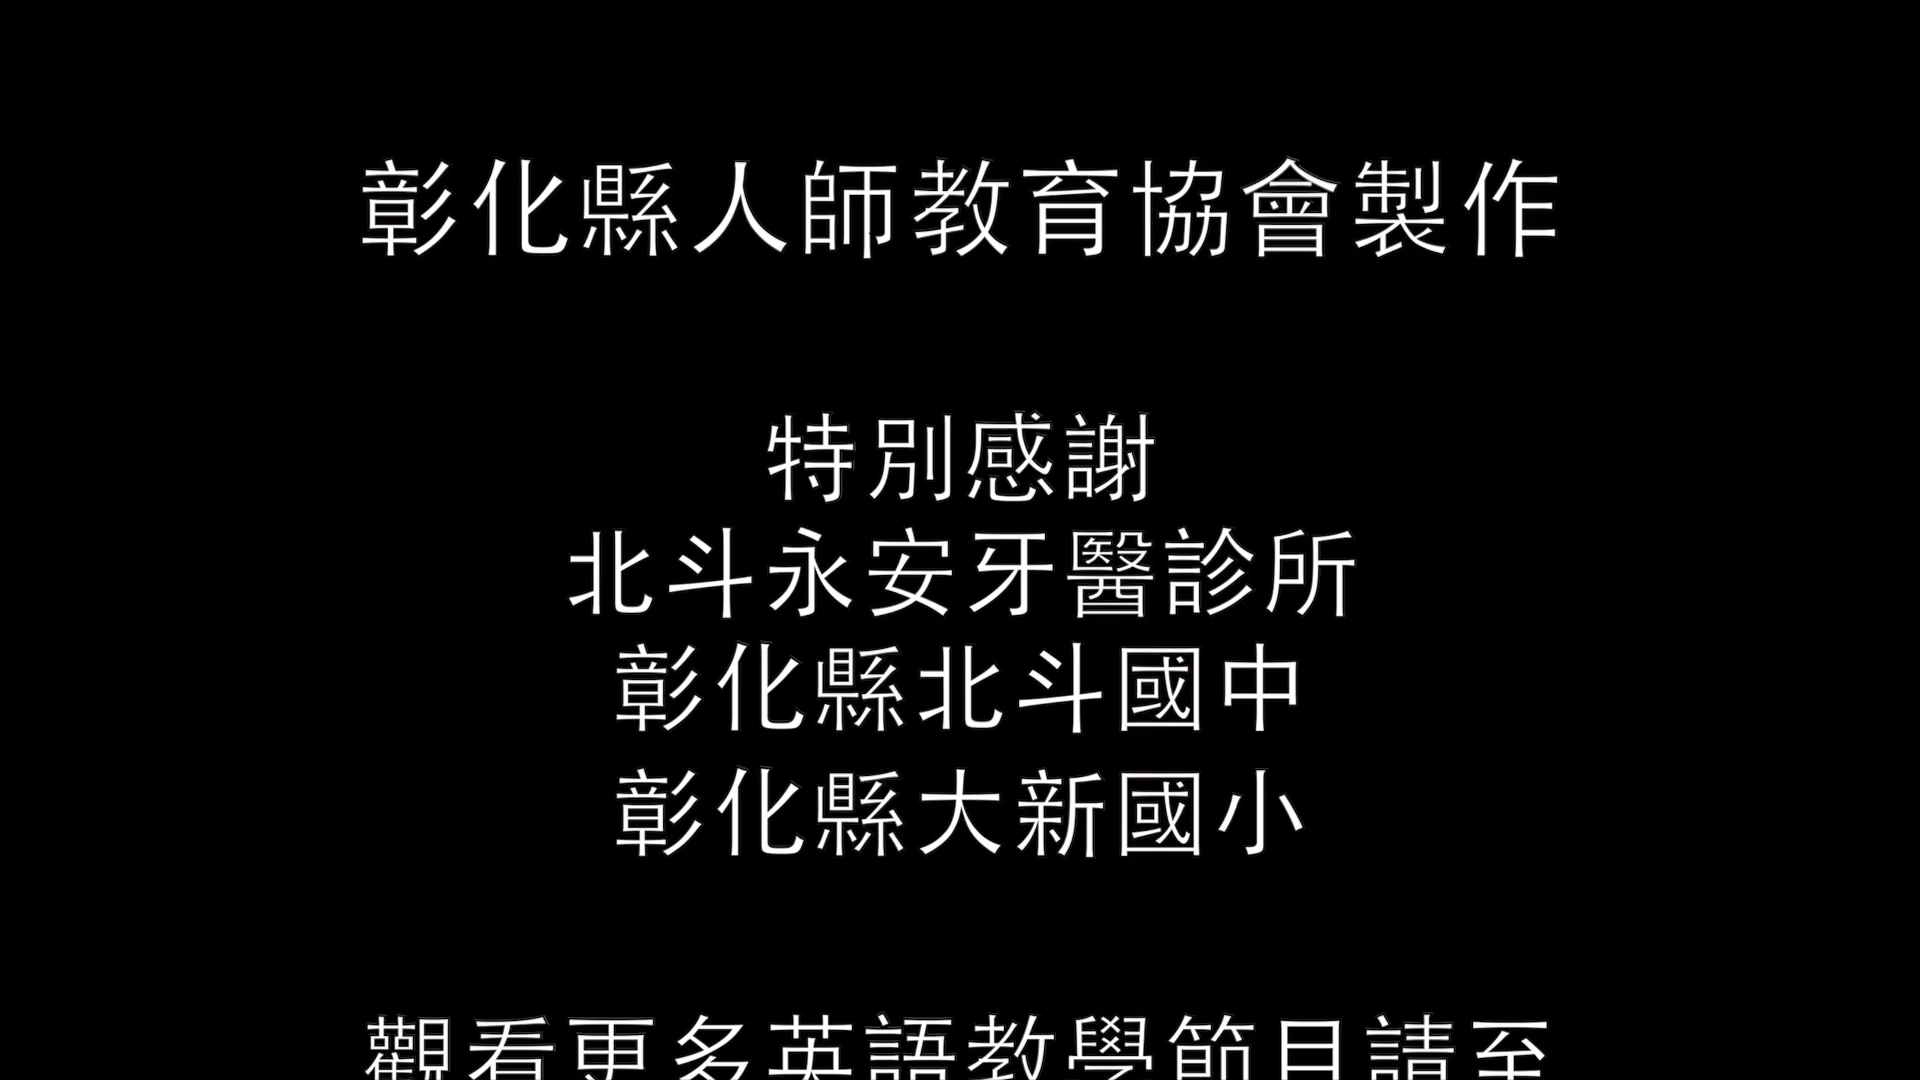 彰化縣人師教育協會製作
特別感謝
北斗永安牙醫診所
彰化縣北斗國中
彰化縣大新國小
觀看更多英語教學節目請至